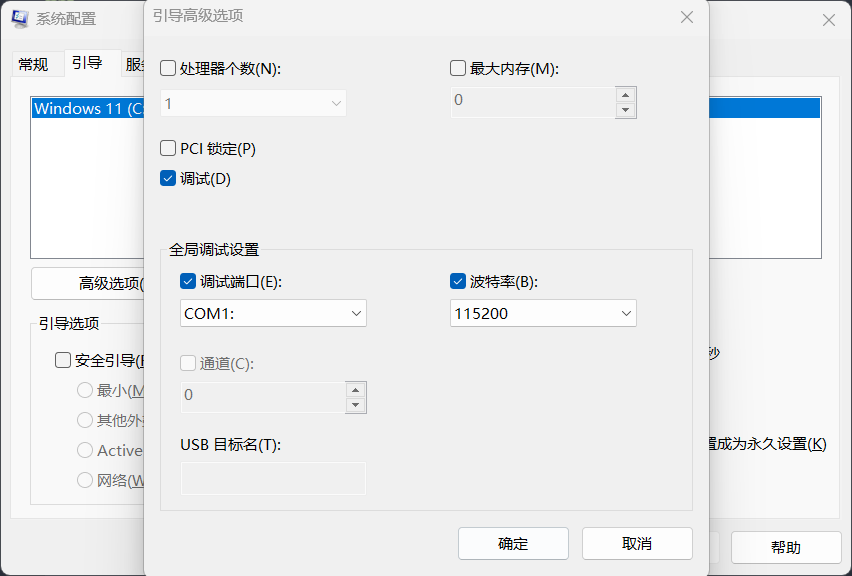 系统配置
引导高级选项
常规
引导
处理器个数(N):
最大内存(M):
1
0
Windows 11 (C:
PCI 锁定(P)
调试(D)
全局调试设置
高级选项(
调试端口(E):
波特率(B):
COM1:
115200
引导选项
秒
安全引导(
通道(C):
最小(M
0
其他外
USB 目标名(T):
置成为永久设置(K)
Active
网络(W
确定
取消
帮助